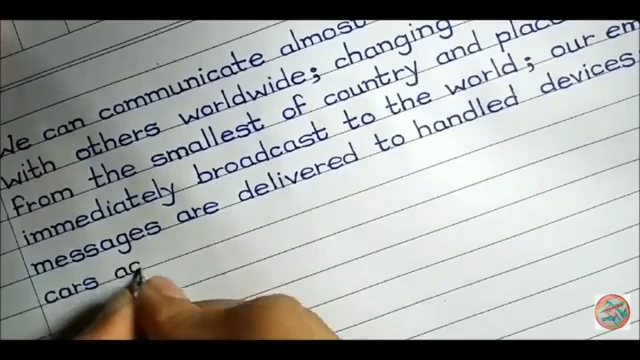 We can communicate almost
with others worldwide; changing
from the smallest of country and place
immediately broadcast to the world; our em
messages are delivered to handled devices
cars ac